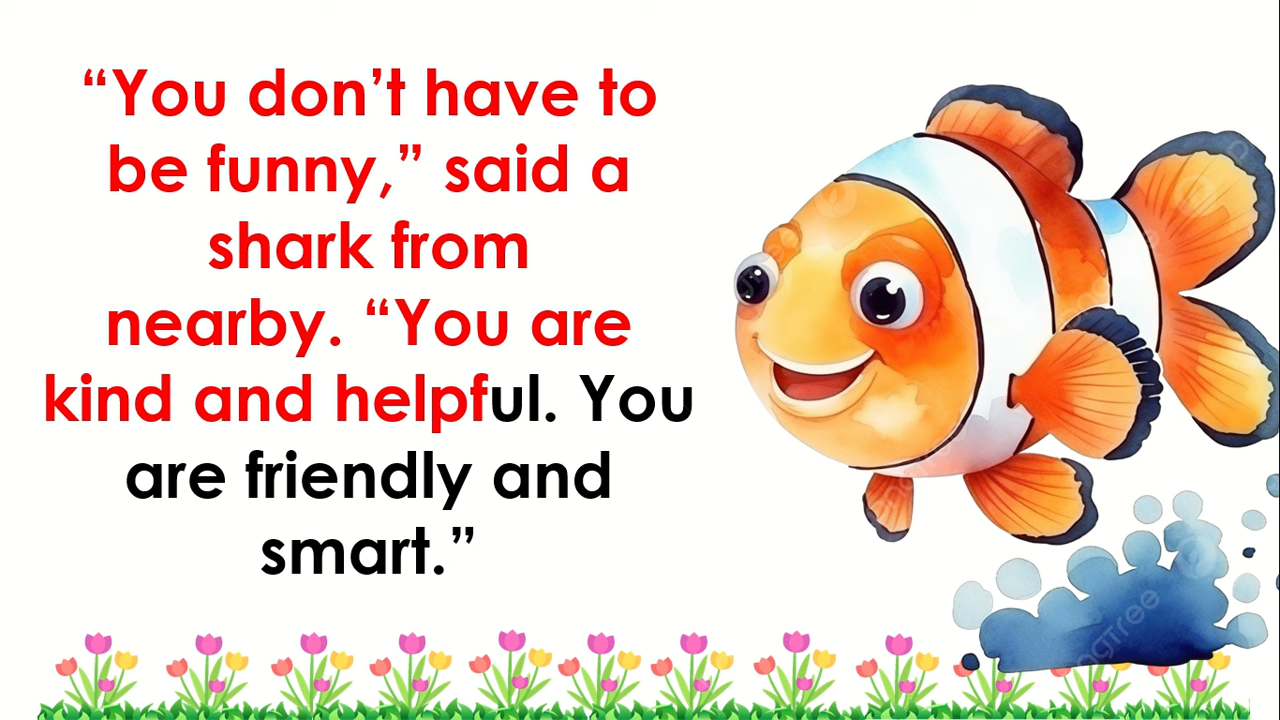 “You don’t have to
be funny,” said a
shark from
nearby. “You are
kind and helpful. You
are friendly and
smart.”